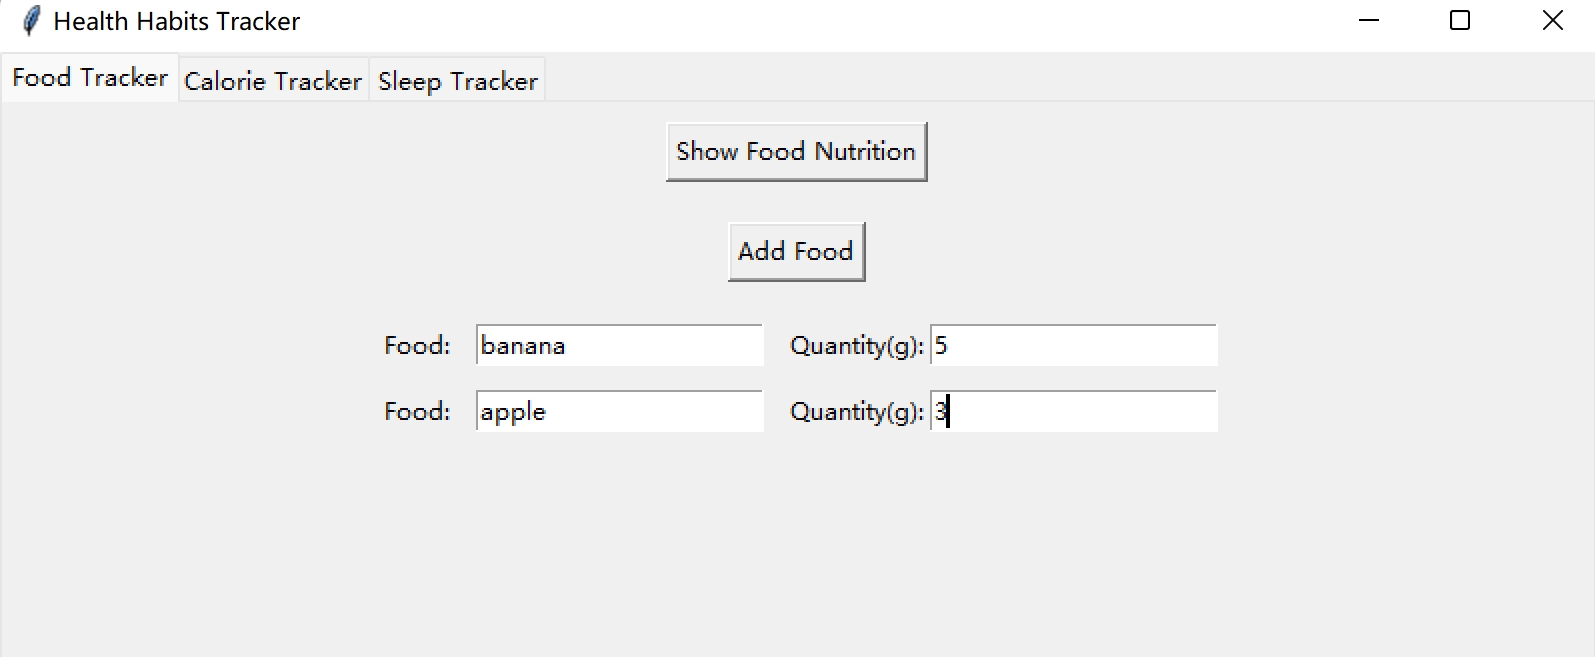 Health Habits Tracker
Food Tracker Calorie Tracker Sleep Tracker
Show Food Nutrition
Add Food
Food: banana Quantity(g): 5
Food: apple Quantity(g): 3